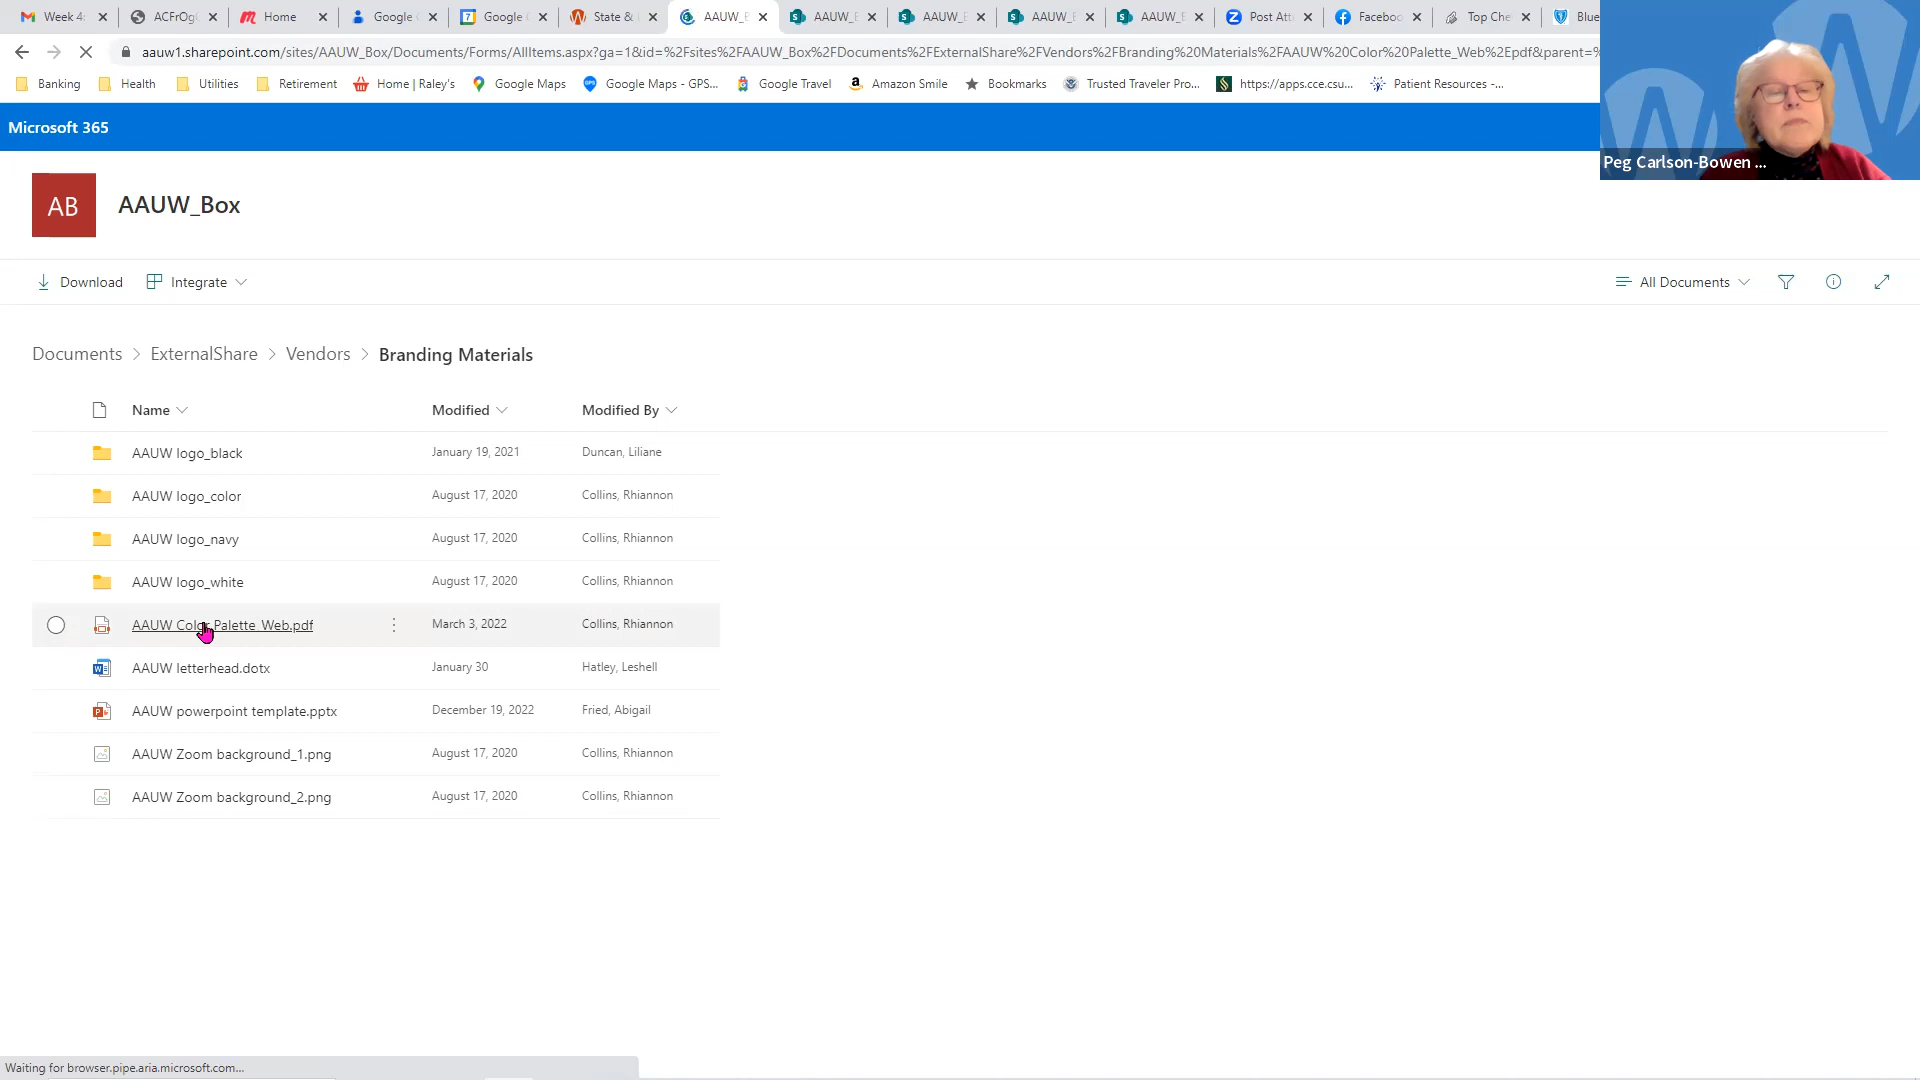 Week 4: ACFrOgC Home Google C Google C State & AAUW_B AAUW_B AAUW_B AAUW_B AAUW_B Post Att Faceboo Top Che Blue
aauw1.sharepoint.com/sites/AAUW_Box/Documents/Forms/AllItems.aspx?ga=1&id=%2Fsites%2FAAUW_Box%2FDocuments%2FExternalShare%2FVendors%2FBranding%20Materials%2FAAUW%20Color%20Palette_Web%2Epdf&parent=%
Banking Health Utilities Retirement Home | Raley's Google Maps Google Maps - GPS... Google Travel Amazon Smile Bookmarks Trusted Traveler Pro... https://apps.cce.csu... Patient Resources -...
Microsoft 365
Peg Carlson-Bowen ...
AB AAUW_Box
Download Integrate All Documents
Documents > ExternalShare > Vendors > Branding Materials
Name Modified Modified By
AAUW logo_black January 19, 2021 Duncan, Liliane
AAUW logo_color August 17, 2020 Collins, Rhiannon
AAUW logo_navy August 17, 2020 Collins, Rhiannon
AAUW logo_white August 17, 2020 Collins, Rhiannon
AAUW Color Palette_Web.pdf March 3, 2022 Collins, Rhiannon
AAUW letterhead.dotx January 30 Hatley, Leshell
AAUW powerpoint template.pptx December 19, 2022 Fried, Abigail
AAUW Zoom background_1.png August 17, 2020 Collins, Rhiannon
AAUW Zoom background_2.png August 17, 2020 Collins, Rhiannon
Waiting for browser.pipe.aria.microsoft.com...